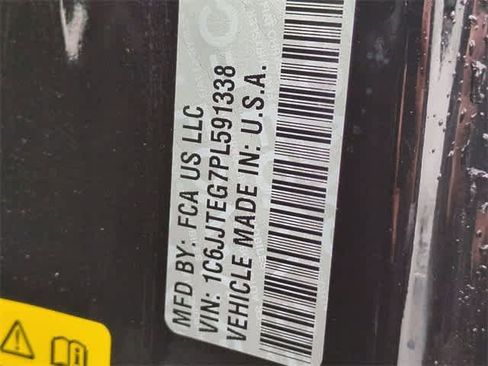 MFD BY: FCA US LLC
VIN: 1C6JJTEG7PL591338
VEHICLE MADE IN: U.S.A.